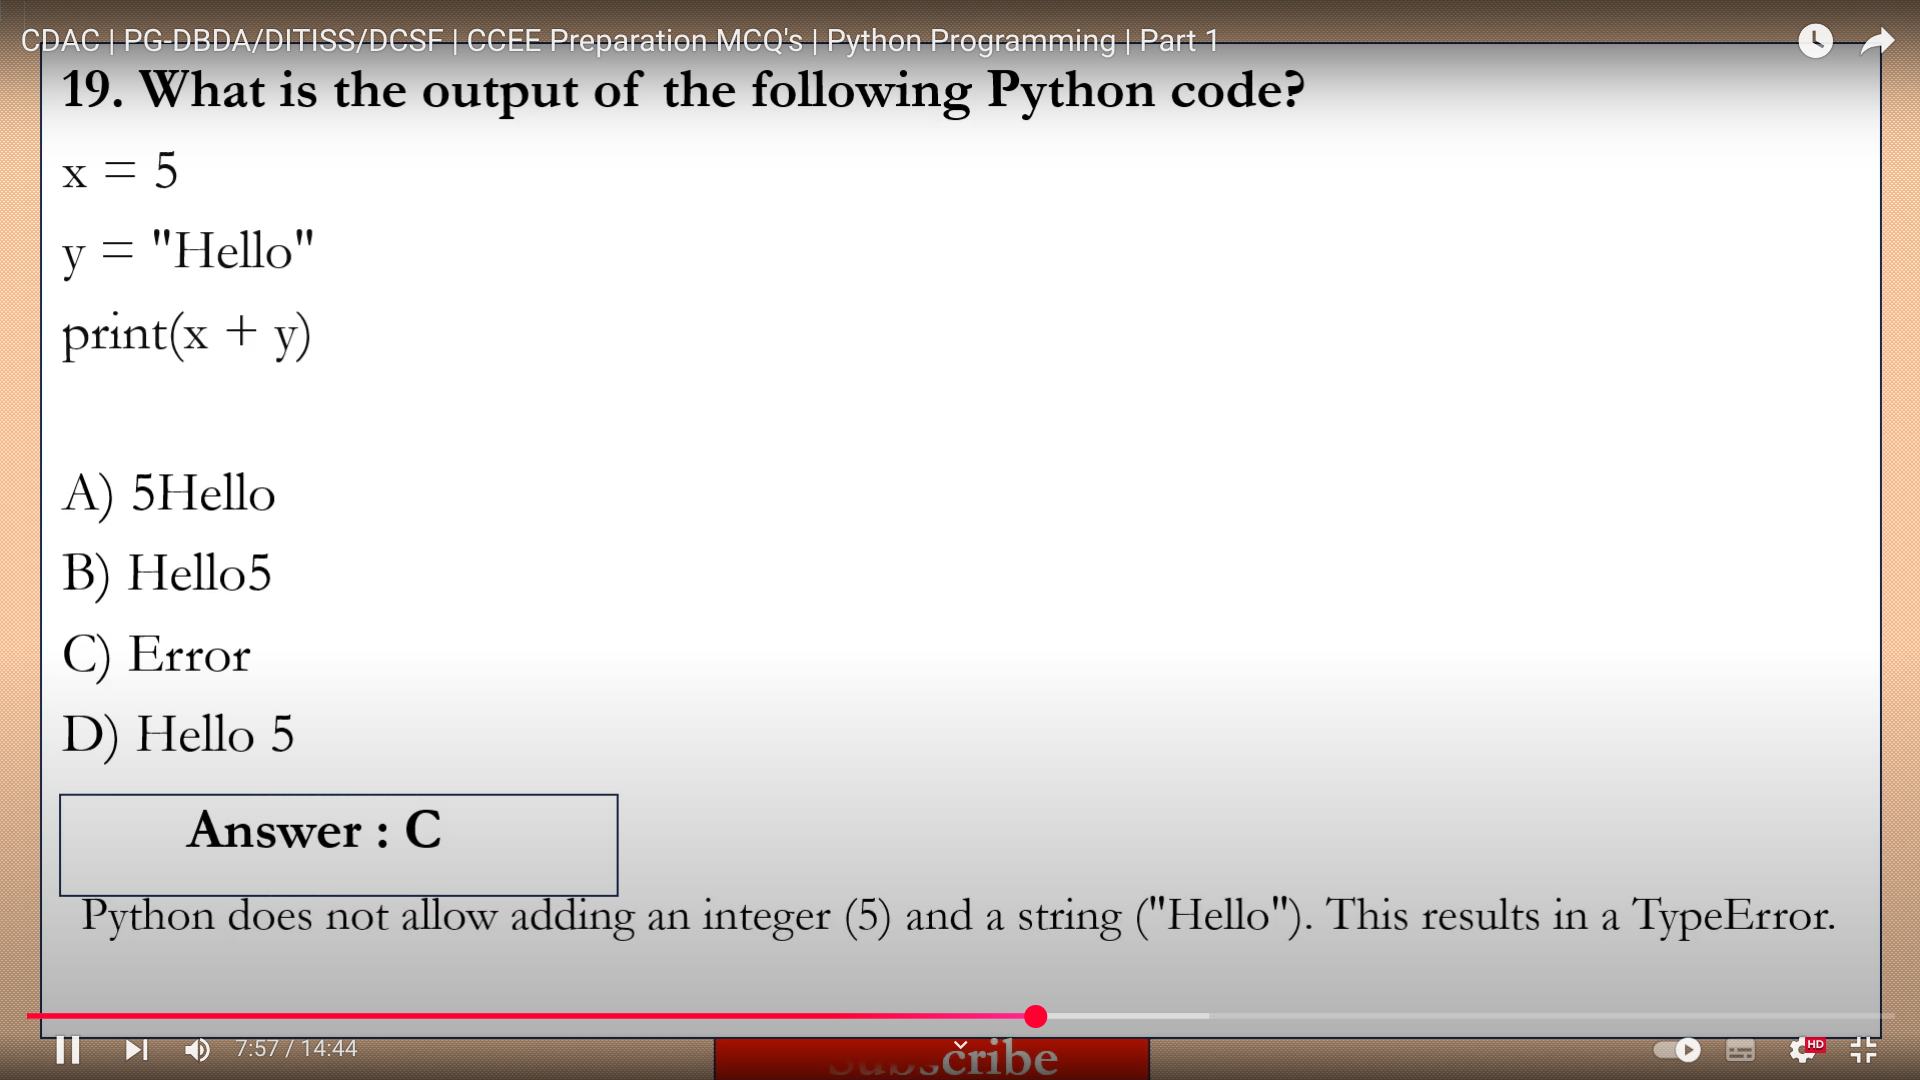 CDAC | PG-DBDA/DITISS/DCSF | CCEE Preparation MCQ's | Python Programming | Part 1
19. What is the output of the following Python code?
x = 5
y = "Hello"
print(x + y)
A) 5Hello
B) Hello5
C) Error
D) Hello 5
Answer : C
Python does not allow adding an integer (5) and a string ("Hello"). This results in a TypeError.
7:57 / 14:44
Subscribe
HD